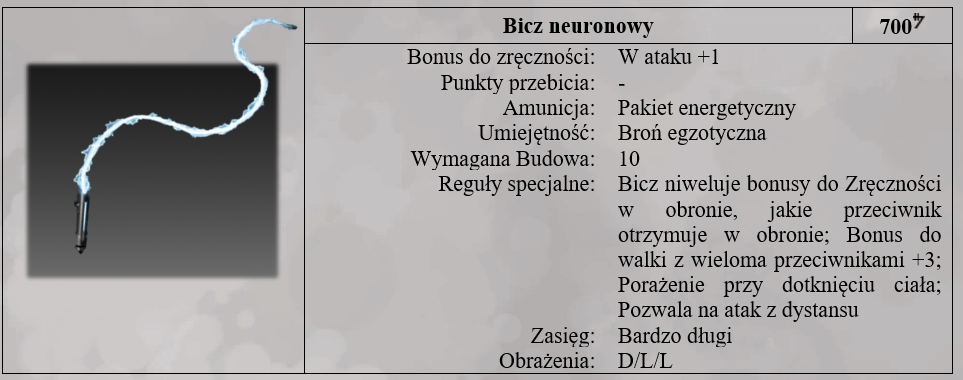 Bicz neuronowy 700
Bonus do zręczności: W ataku +1
Punkty przebicia: -
Amunicja: Pakiet energetyczny
Umiejętność: Broń egzotyczna
Wymagana Budowa: 10
Reguły specjalne: Bicz niweluje bonusy do Zręczności
w obronie, jakie przeciwnik
otrzymuje w obronie; Bonus do
walki z wieloma przeciwnikami +3;
Porażenie przy dotknięciu ciała;
Pozwala na atak z dystansu
Zasięg: Bardzo długi
Obrażenia: D/L/L